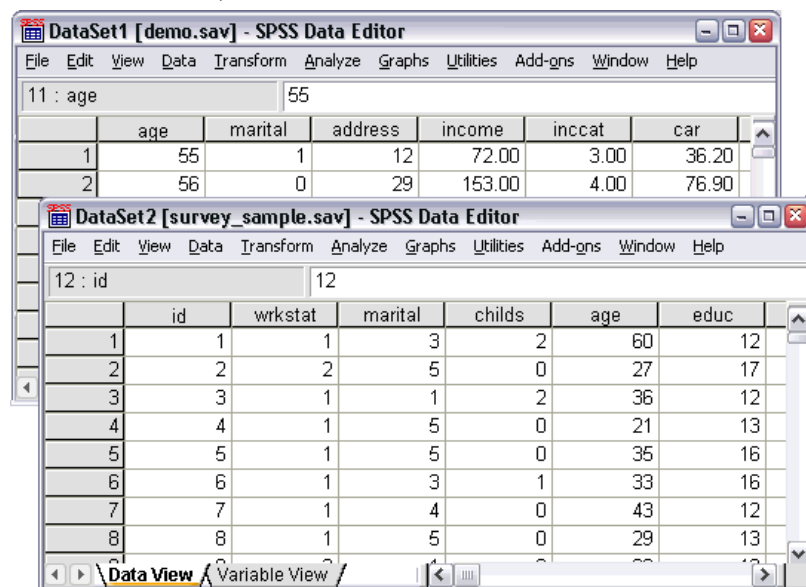 DataSet1 [demo.sav] - SPSS Data Editor
File Edit View Data Transform Analyze Graphs Utilities Add-ons Window Help
11 : age 55
age marital address income inccat car
1 55 1 12 72.00 3.00 36.20
2 56 0 29 153.00 4.00 76.90
DataSet2 [survey_sample.sav] - SPSS Data Editor
File Edit View Data Transform Analyze Graphs Utilities Add-ons Window Help
12 : id 12
id wrkstat marital childs age educ
1 1 1 3 2 60 12
2 2 2 5 0 27 17
3 3 1 1 2 36 12
4 4 1 5 0 21 13
5 5 1 5 0 35 16
6 6 1 3 1 33 16
7 7 1 4 0 43 12
8 8 1 5 0 29 13
Data View Variable View